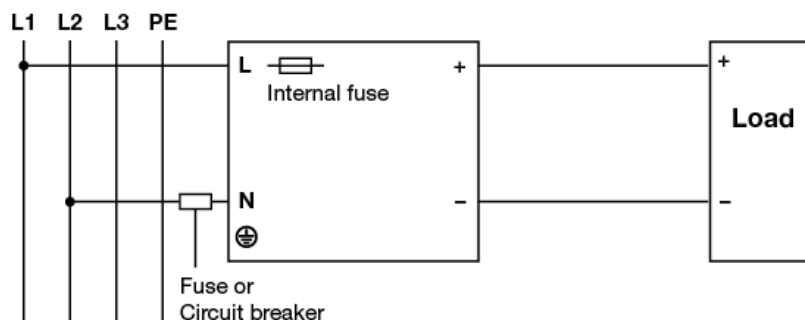 L1 L2 L3 PE
L
+
+
Internal fuse
Load
N
−
−
Fuse or
Circuit breaker